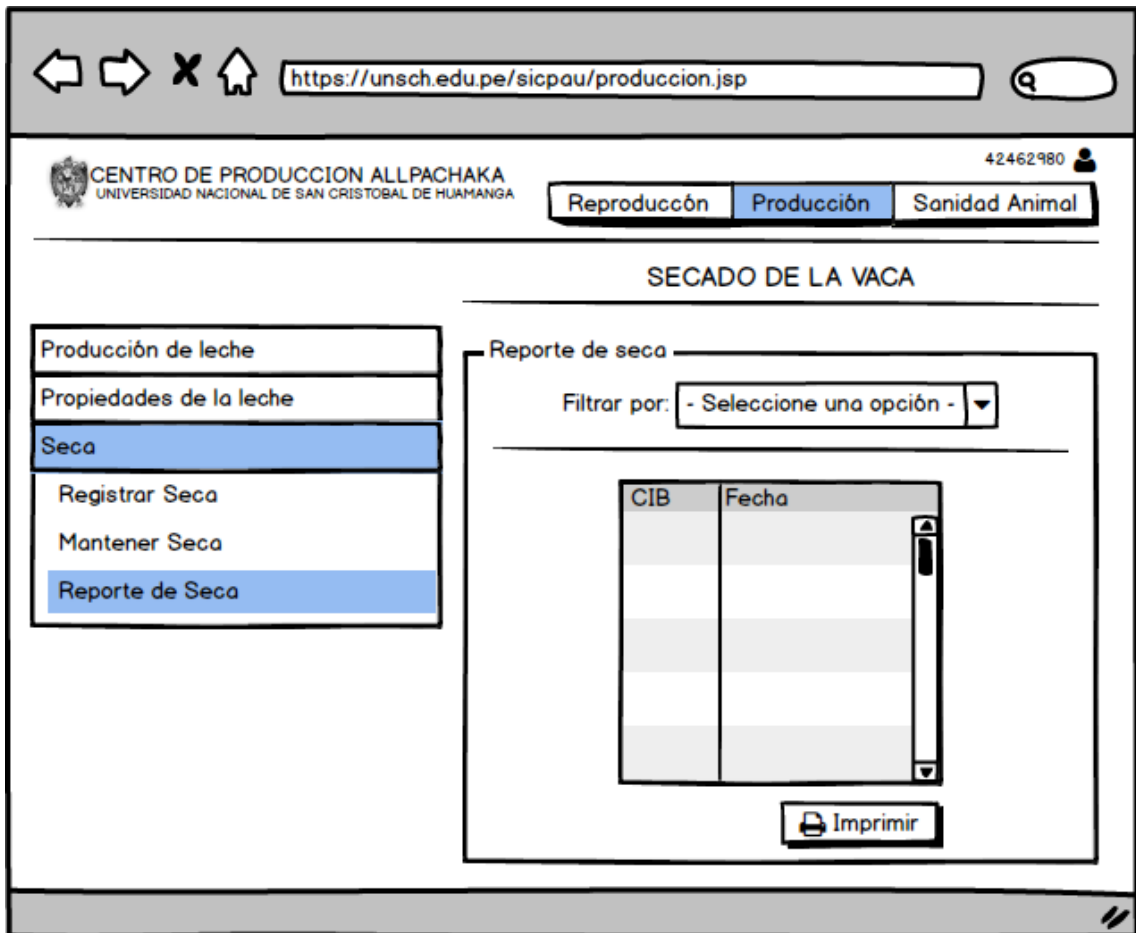 https://unsch.edu.pe/sicpau/produccion.jsp
42462980
CENTRO DE PRODUCCION ALLPACHAKA
UNIVERSIDAD NACIONAL DE SAN CRISTOBAL DE HUAMANGA
Reproduccón Producción Sanidad Animal
SECADO DE LA VACA
Producción de leche
Propiedades de la leche
Seca
Registrar Seca
Mantener Seca
Reporte de Seca
Reporte de seca
Filtrar por: - Seleccione una opción -
CIB Fecha
Imprimir